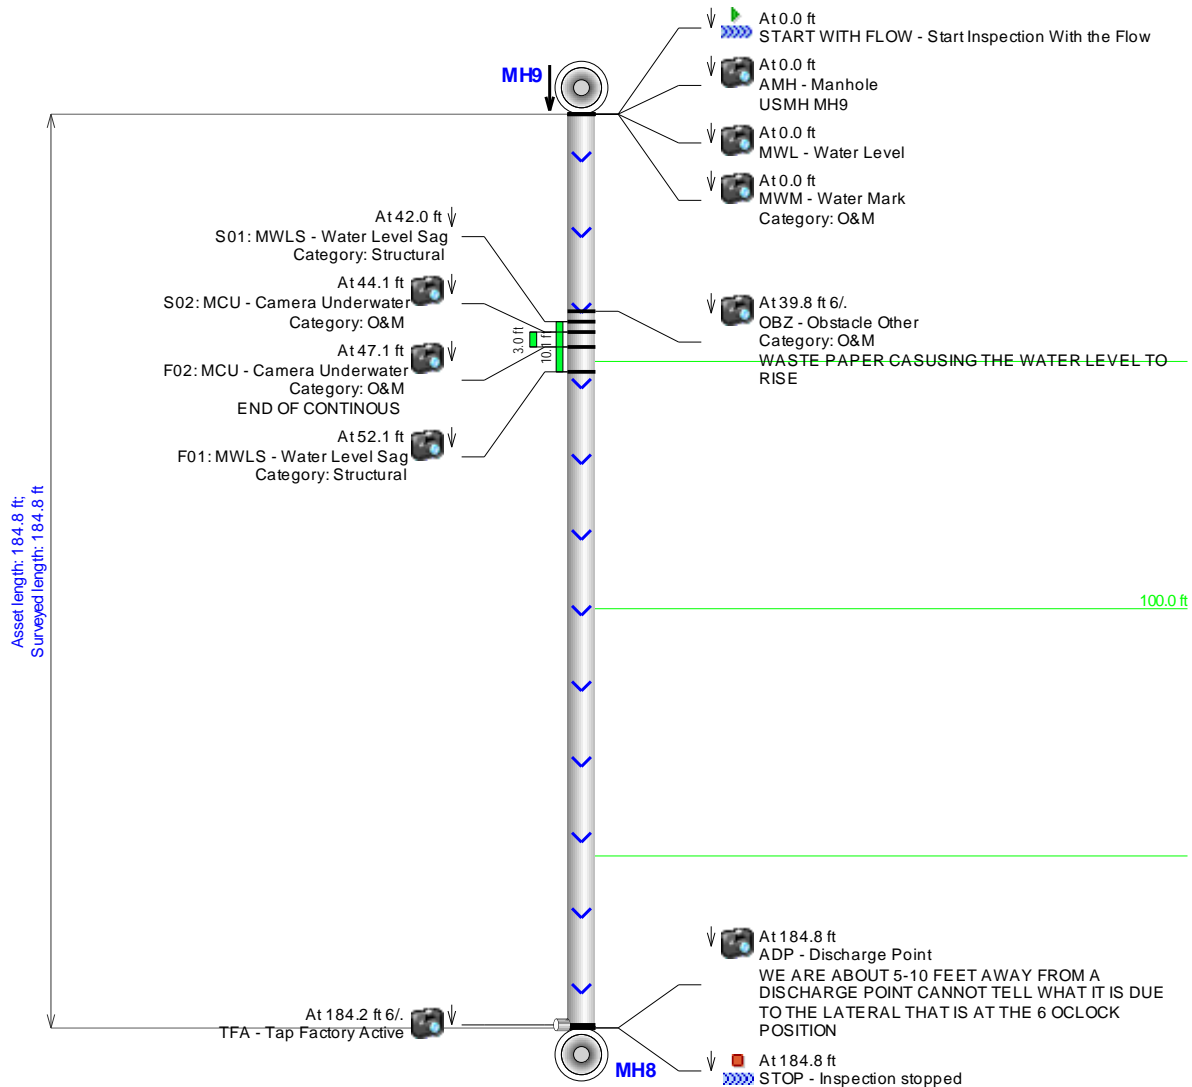 At 0.0 ft
START WITH FLOW - Start Inspection With the Flow
MH9
At 0.0 ft
AMH - Manhole
USMH MH9
At 0.0 ft
MWL - Water Level
At 0.0 ft
MWM - Water Mark
Category: O&M
At 42.0 ft
S01: MWLS - Water Level Sag
Category: Structural
At 44.1 ft
S02: MCU - Camera Underwater
Category: O&M
At 47.1 ft
F02: MCU - Camera Underwater
Category: O&M
END OF CONTINOUS
At 52.1 ft
F01: MWLS - Water Level Sag
Category: Structural
3.0 ft
10.1 ft
At 39.8 ft 6/.
OBZ - Obstacle Other
Category: O&M
WASTE PAPER CASUSING THE WATER LEVEL TO
RISE
Asset length: 184.8 ft;
Surveyed length: 184.8 ft
100.0 ft
At 184.8 ft
ADP - Discharge Point
WE ARE ABOUT 5-10 FEET AWAY FROM A
DISCHARGE POINT CANNOT TELL WHAT IT IS DUE
TO THE LATERAL THAT IS AT THE 6 OCLOCK
POSITION
At 184.2 ft 6/.
TFA - Tap Factory Active
MH8
At 184.8 ft
STOP - Inspection stopped